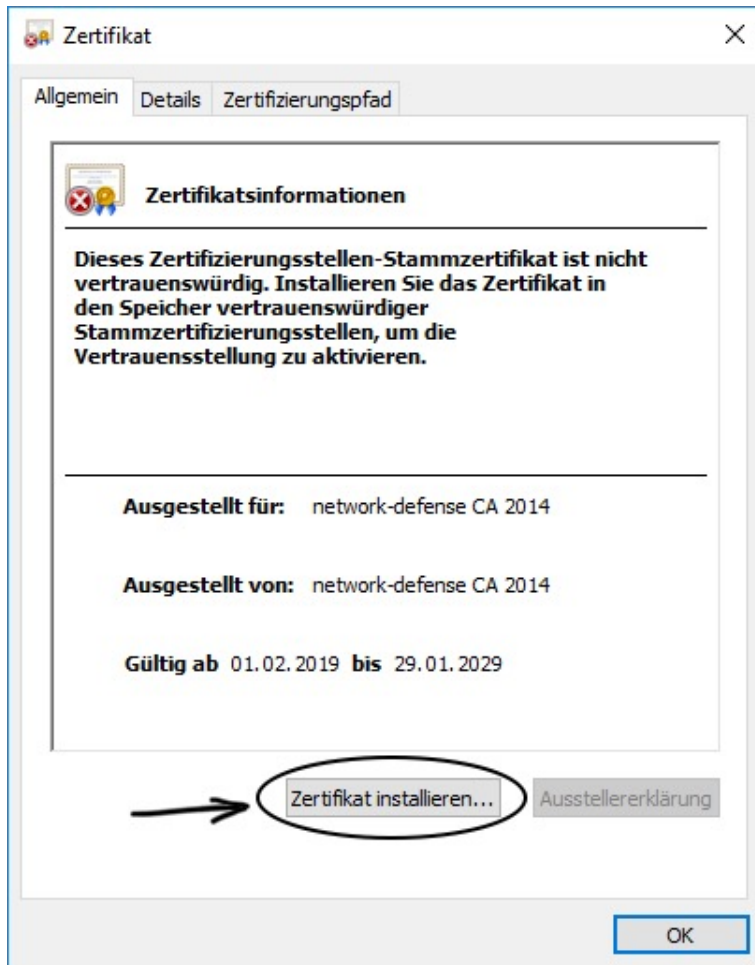 Zertifikat
Allgemein Details Zertifizierungspfad
Zertifikatsinformationen
Dieses Zertifizierungsstellen-Stammzertifikat ist nicht
vertrauenswürdig. Installieren Sie das Zertifikat in
den Speicher vertrauenswürdiger
Stammzertifizierungsstellen, um die
Vertrauensstellung zu aktivieren.
Ausgestellt für: network-defense CA 2014
Ausgestellt von: network-defense CA 2014
Gültig ab 01.02.2019 bis 29.01.2029
Zertifikat installieren... Ausstellererklärung
OK